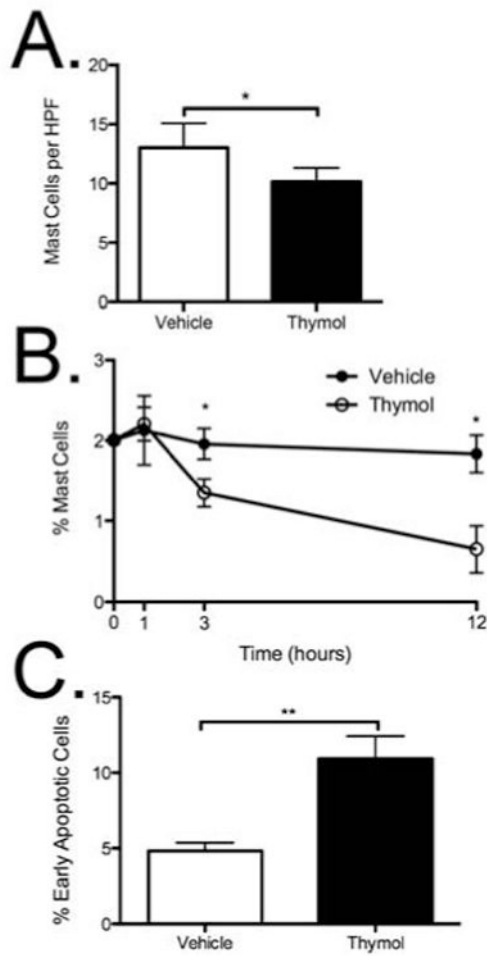 A.
Mast Cells per HPF
20
15
10
5
0
*
Vehicle
Thymol
B.
% Mast Cells
3
2
1
0
Vehicle
Thymol
*
*
0
1
3
12
Time (hours)
C.
% Early Apoptotic Cells
15
10
5
0
**
Vehicle
Thymol